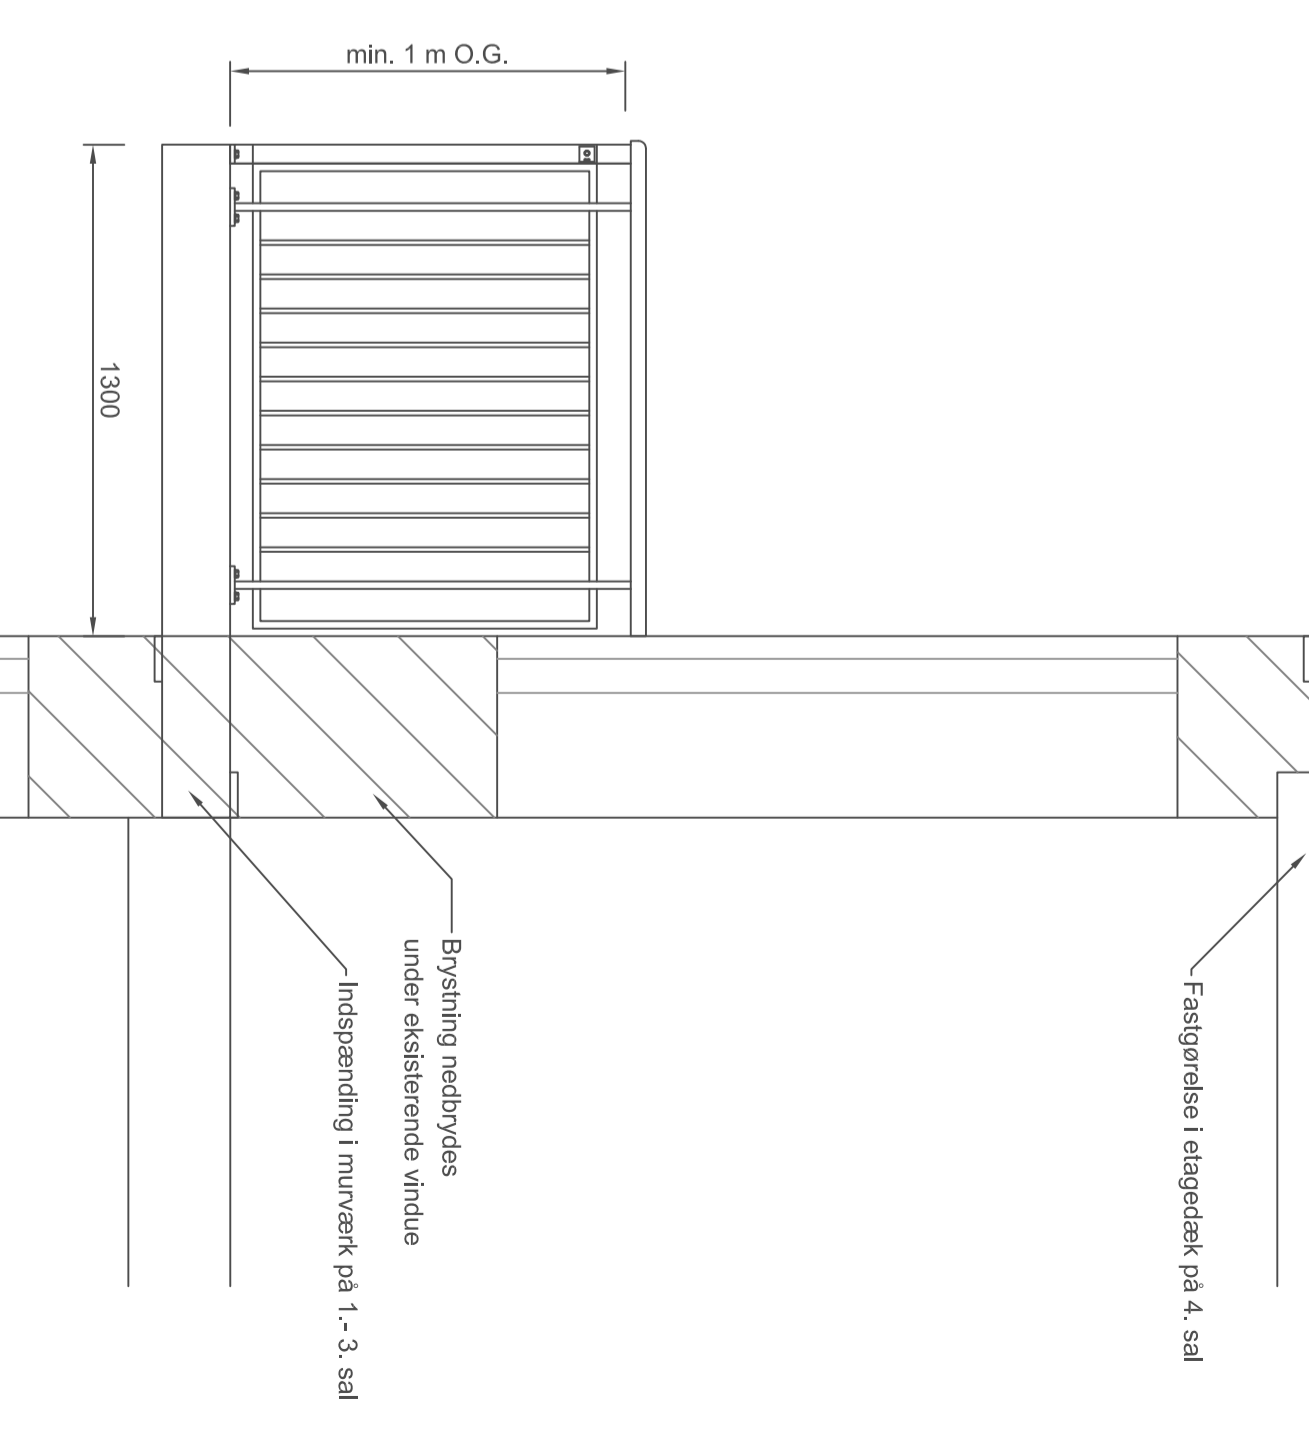 min. 1 m O.G.
1300
Brystning nedbrydes
under eksisterende vindue
Indspænding i murværk på 1.- 3. sal
Fastgørelse i etagedæk på 4. sal